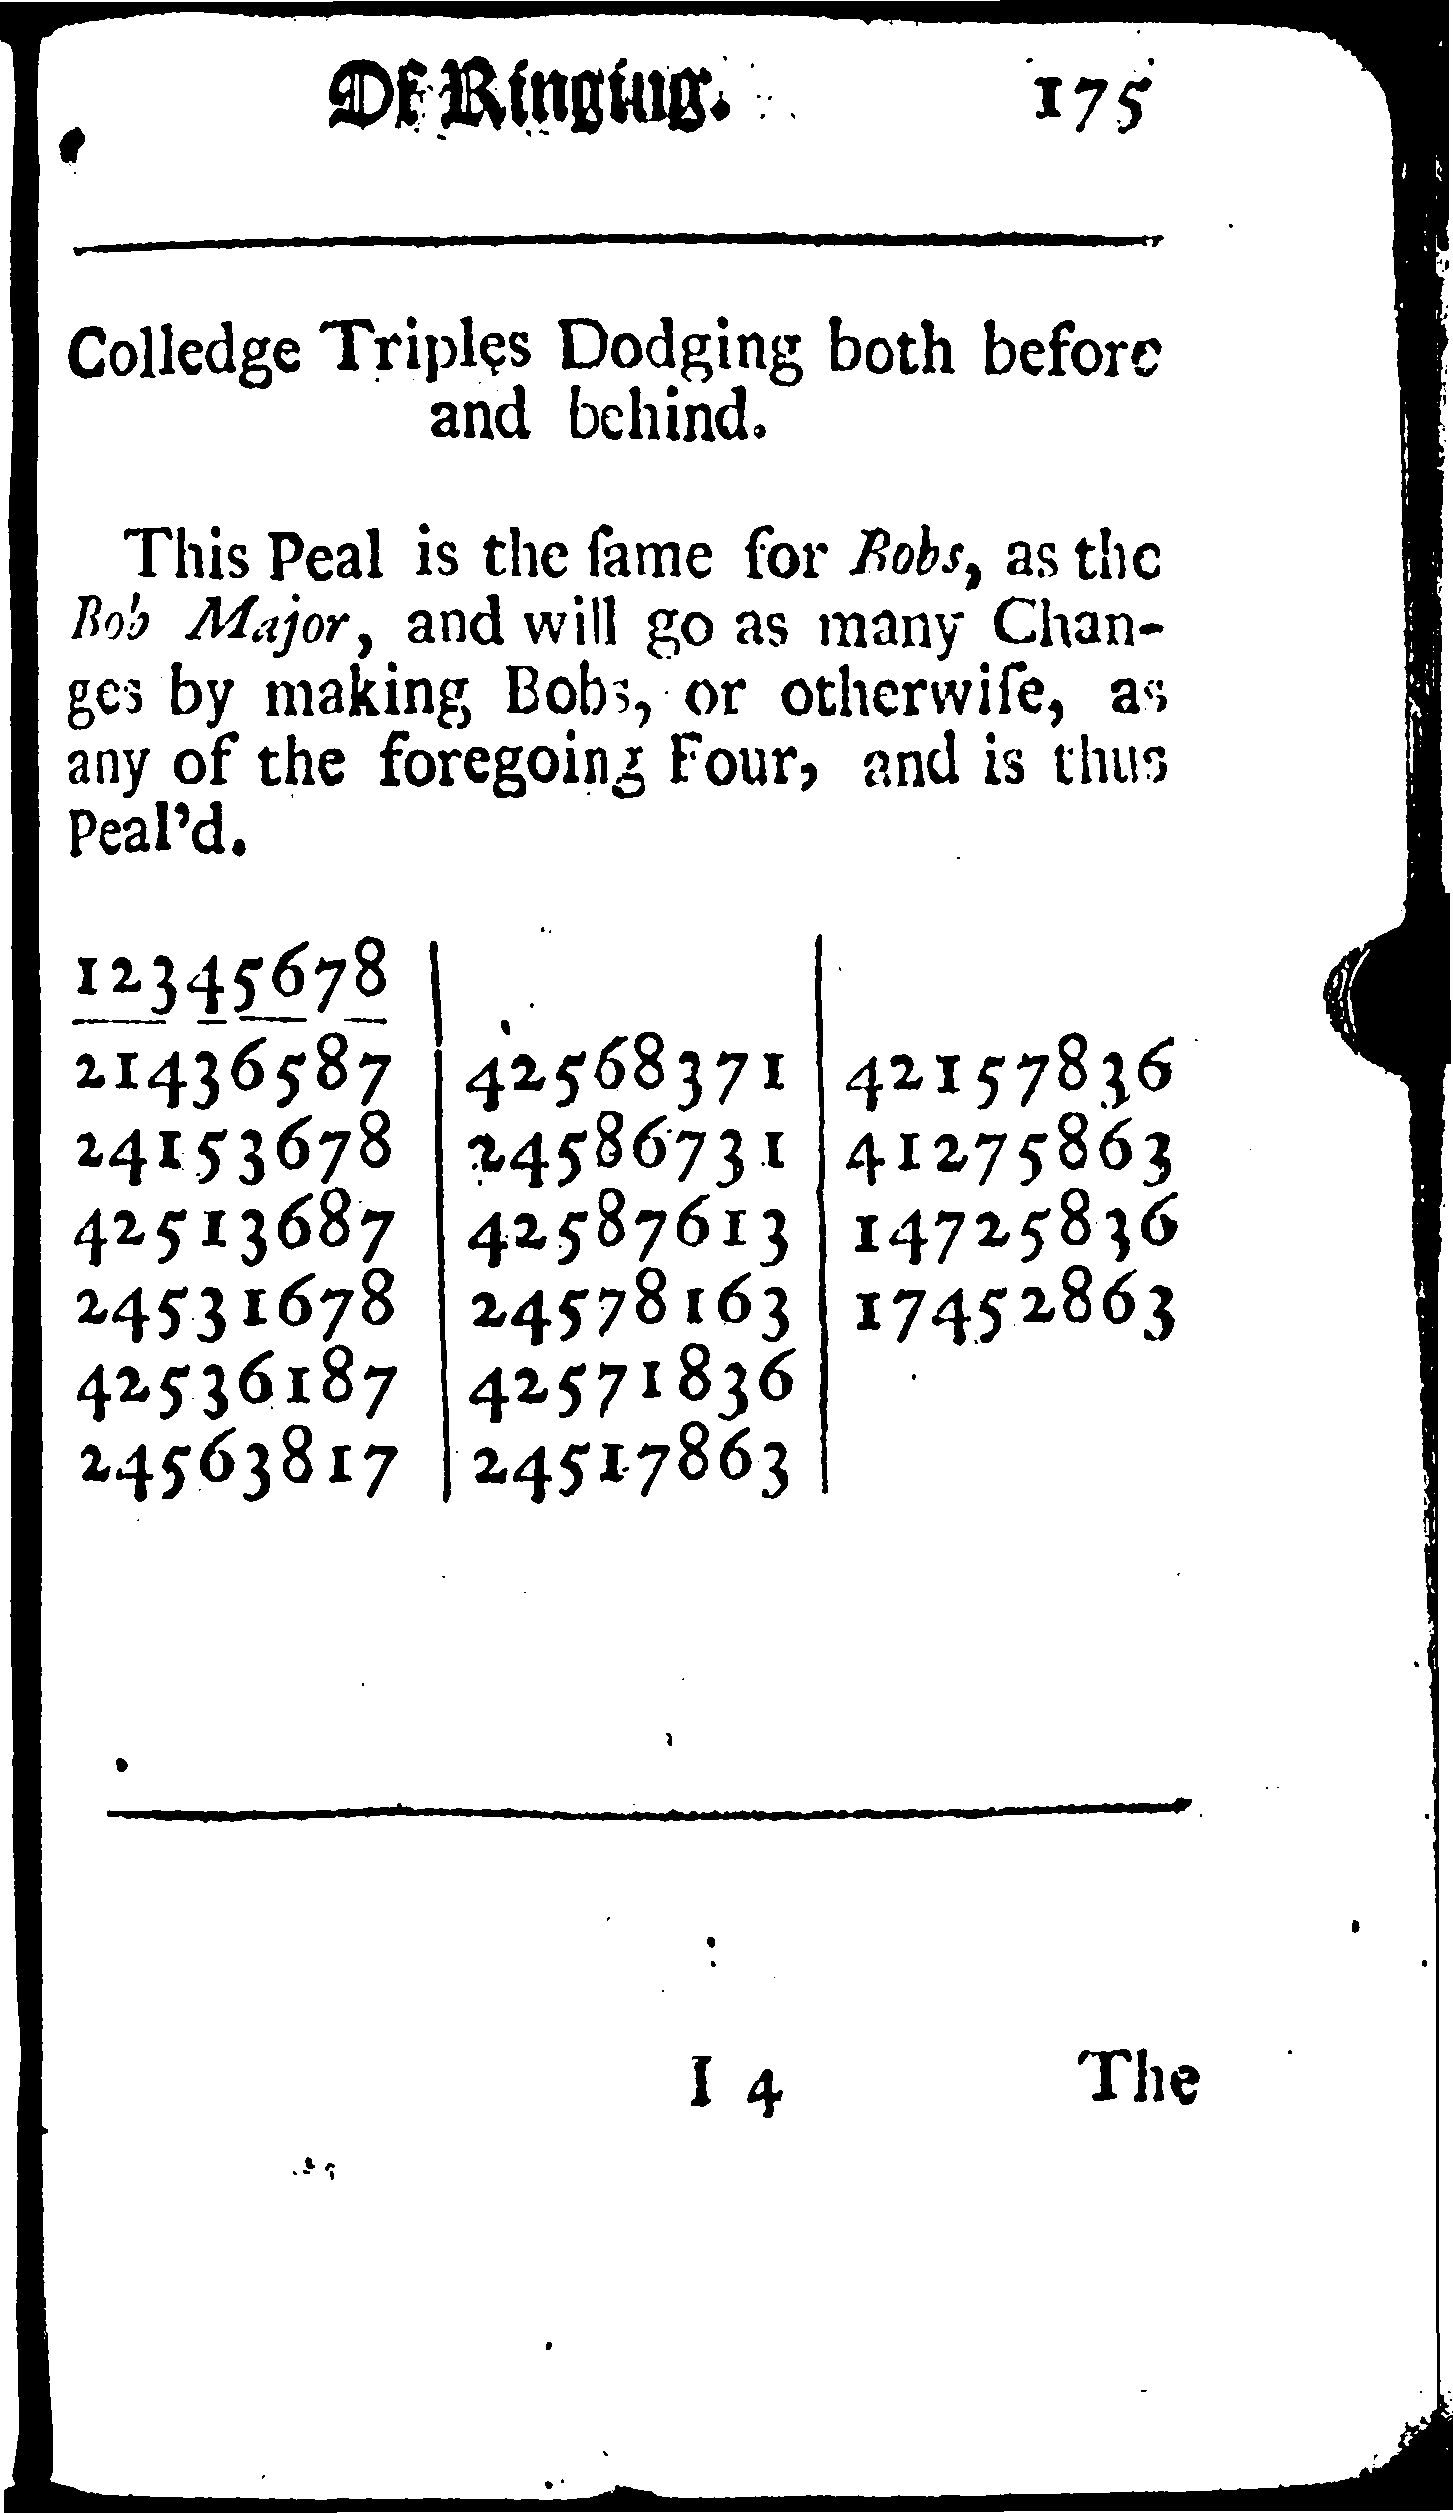 Of Ringing. 175
Colledge Triples Dodging both before
and behind.
This Peal is the ſame for Bobs, as the
Bob Major, and will go as many Chan-
ges by making Bobs, or otherwiſe, as
any of the foregoing Four, and is thus
Peal'd.
12345678
21436587
24153678
42513687
24531678
42536187
24563817
42568371
24586731
42587613
24578163
42571836
24517863
42157836
41275863
14725836
17452863
I 4 The